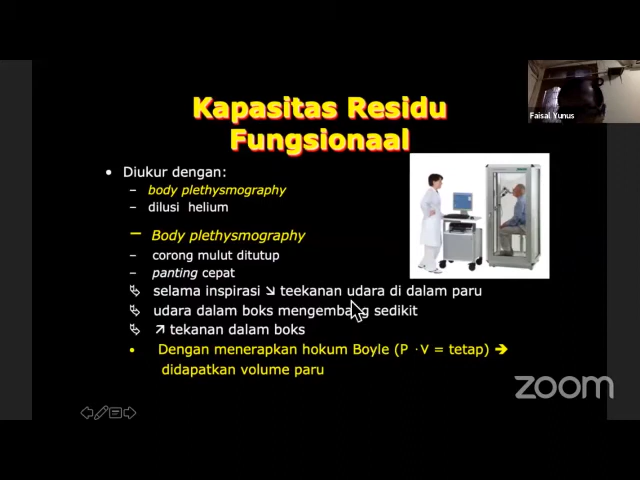 Kapasitas Residu
Fungsionaal
• Diukur dengan:
– body plethysmography
– dilusi helium
– Body plethysmography
– corong mulut ditutup
– panting cepat
selama inspirasi ↘ teekanan udara di dalam paru
udara dalam boks mengembang sedikit
↗ tekanan dalam boks
• Dengan menerapkan hokum Boyle (P ·V = tetap) ➔
didapatkan volume paru
Faisal Yunus
zoom